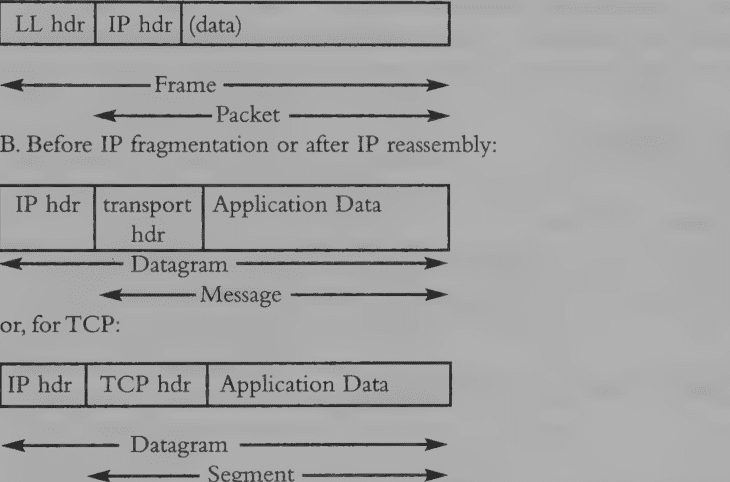 LL hdr IP hdr (data)
Frame
Packet
B. Before IP fragmentation or after IP reassembly:
IP hdr transport Application Data
hdr
Datagram
Message
or, for TCP:
IP hdr TCP hdr Application Data
Datagram
Segment